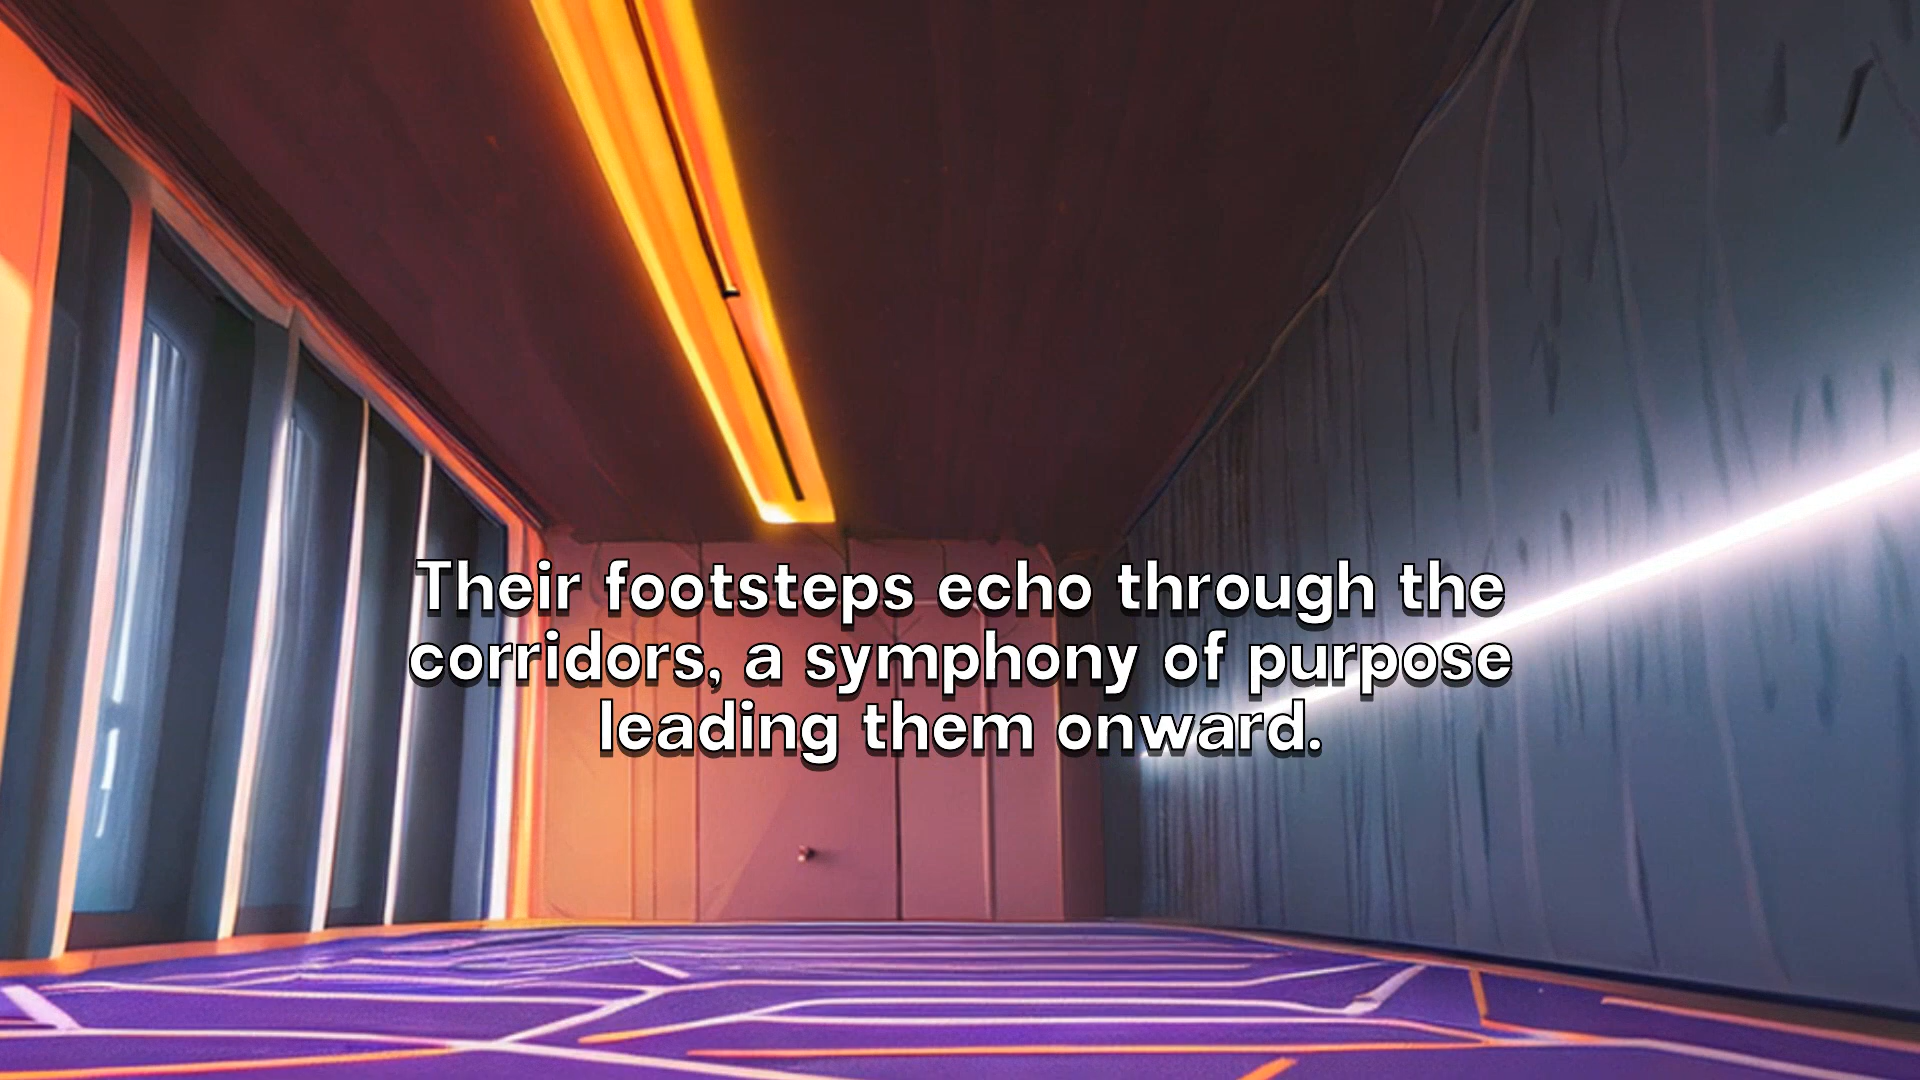 Their footsteps echo through the
corridors, a symphony of purpose
leading them onward.